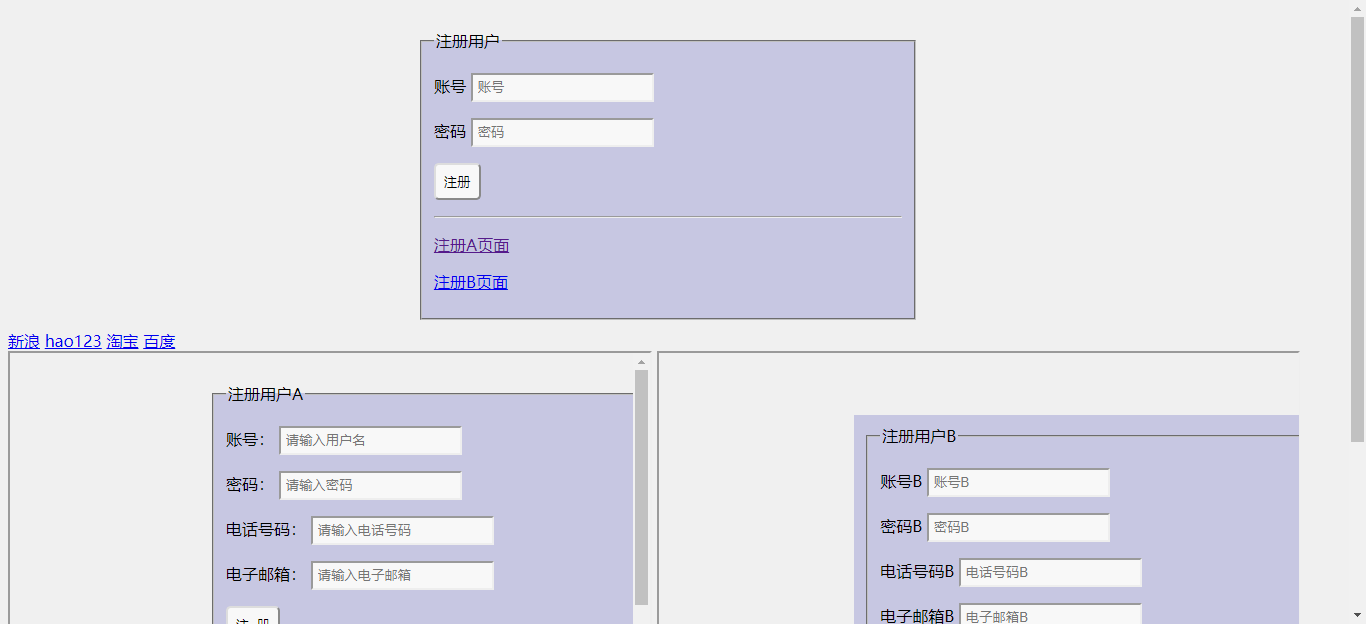 注册用户
账号 账号
密码 密码
注册
注册A页面
注册B页面
新浪 hao123 淘宝 百度
注册用户A
账号： 请输入用户名
密码： 请输入密码
电话号码： 请输入电话号码
电子邮箱： 请输入电子邮箱
注 册
注册用户B
账号B 账号B
密码B 密码B
电话号码B 电话号码B
电子邮箱B 电子邮箱B